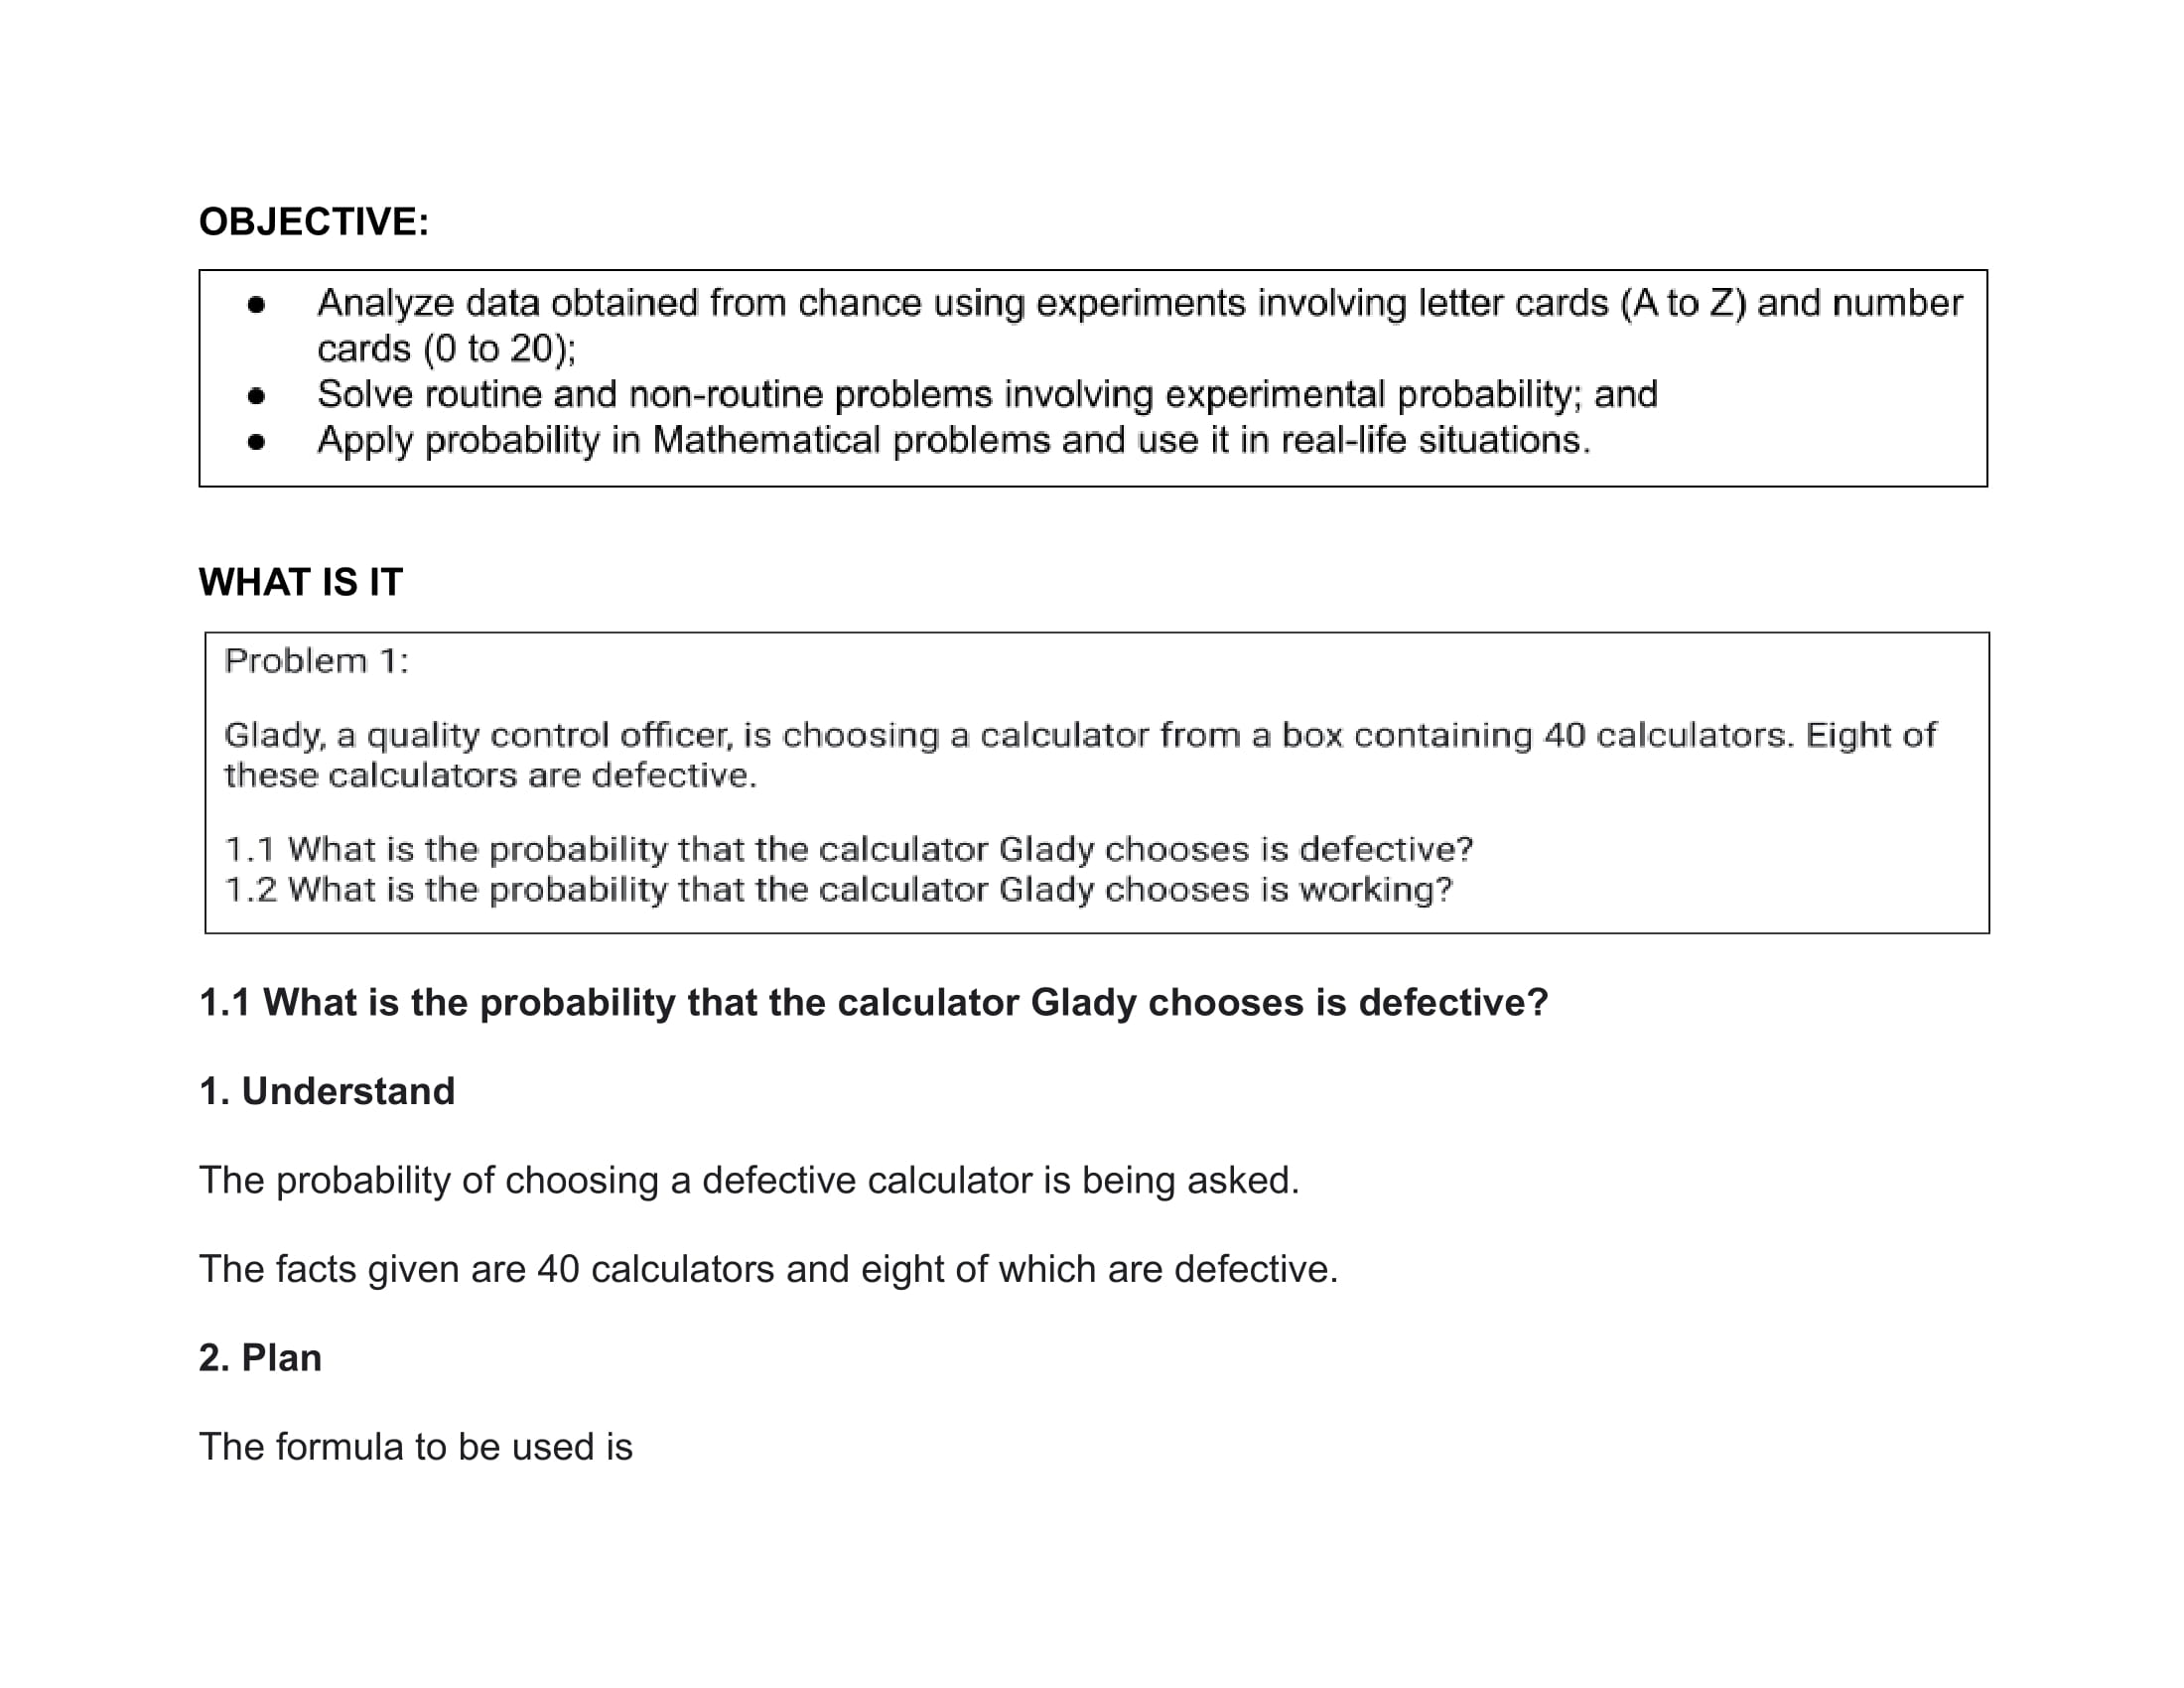 OBJECTIVE:
● Analyze data obtained from chance using experiments involving letter cards (A to Z) and number
cards (0 to 20);
● Solve routine and non-routine problems involving experimental probability; and
● Apply probability in Mathematical problems and use it in real-life situations.
WHAT IS IT
Problem 1:
Glady, a quality control officer, is choosing a calculator from a box containing 40 calculators. Eight of
these calculators are defective.
1.1 What is the probability that the calculator Glady chooses is defective?
1.2 What is the probability that the calculator Glady chooses is working?
1.1 What is the probability that the calculator Glady chooses is defective?
1. Understand
The probability of choosing a defective calculator is being asked.
The facts given are 40 calculators and eight of which are defective.
2. Plan
The formula to be used is